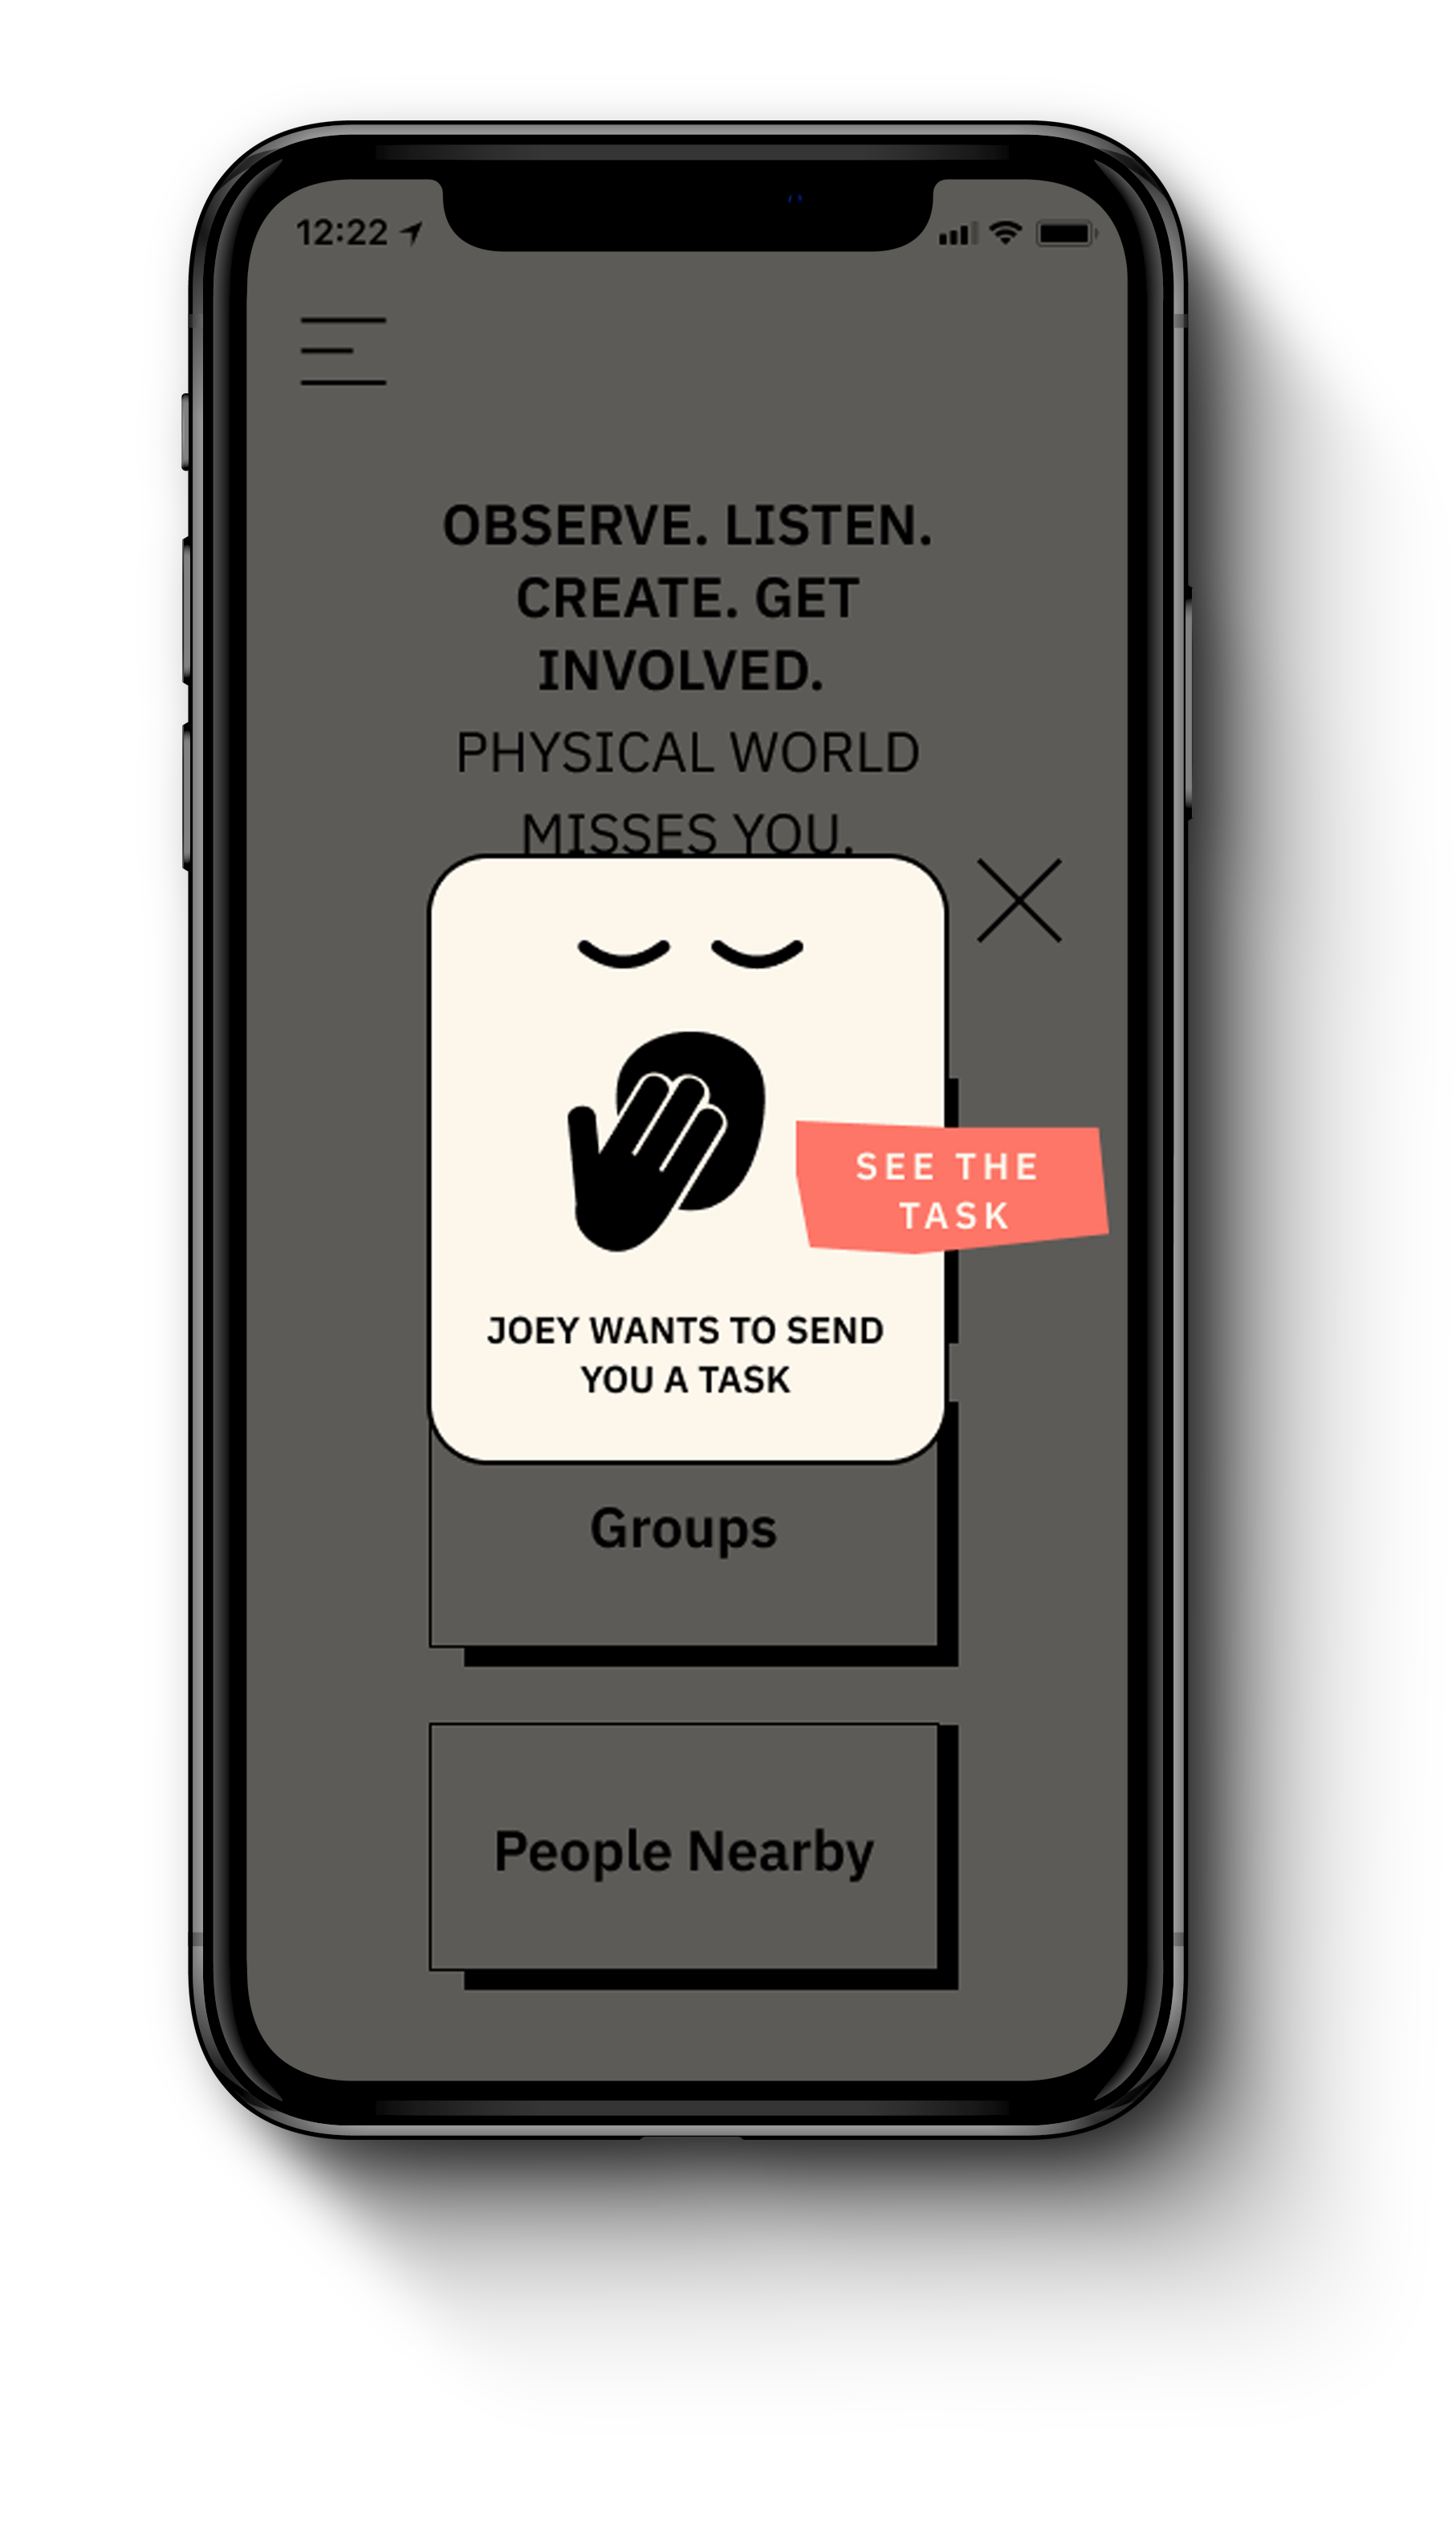 12:22
OBSERVE. LISTEN.
CREATE. GET
INVOLVED.
PHYSICAL WORLD
MISSES YOU.
SEE THE
TASK
JOEY WANTS TO SEND
YOU A TASK
Groups
People Nearby